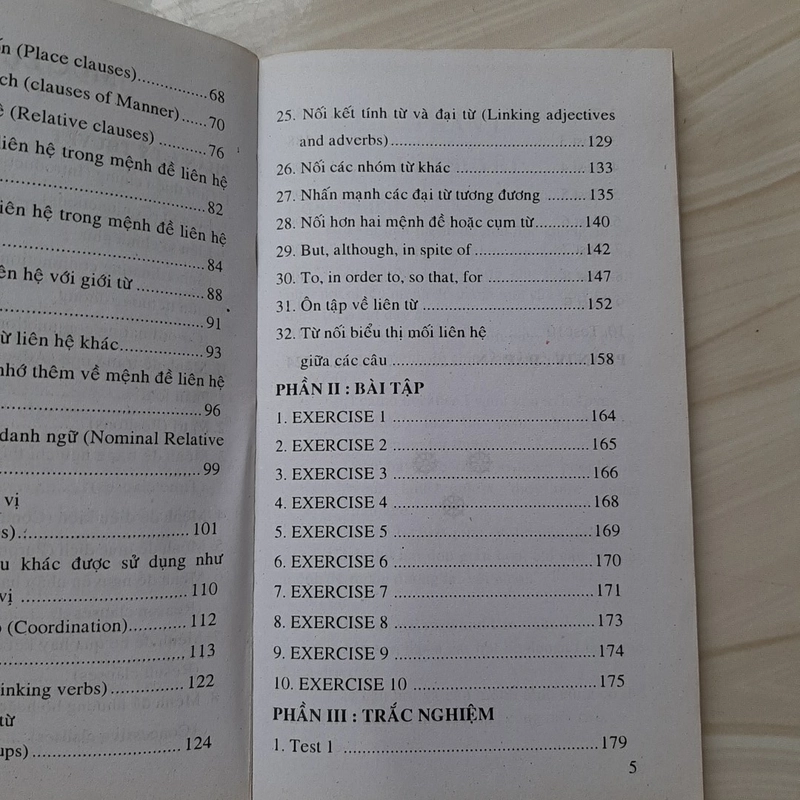 (Place clauses)..................68
(clauses of Manner)......70
(Relative clauses) .........76
liên hệ trong mệnh đề liên hệ
.................................82
liên hệ trong mệnh đề liên hệ
.................................84
hệ với giới từ ............88
.................................91
liên hệ khác................93
nhớ thêm về mệnh đề liên hệ
.................................96
danh ngữ (Nominal Relative
.................................99
vị
.................................101
khác được sử dụng như
vị ..............................110
(Coordination)...........112
.................................113
verbs)..............122
từ
.................................124
25. Nối kết tính từ và đại từ (Linking adjectives
and adverbs)..................................129
26. Nối các nhóm từ khác ........................133
27. Nhấn mạnh các đại từ tương đương .........135
28. Nối hơn hai mệnh đề hoặc cụm từ............140
29. But, although, in spite of....................142
30. To, in order to, so that, for ..................147
31. Ôn tập về liên từ ..............................152
32. Từ nối biểu thị mối liên hệ
giữa các câu ...................................158
PHẦN II : BÀI TẬP
1. EXERCISE 1 ..................................164
2. EXERCISE 2 ..................................165
3. EXERCISE 3 ..................................166
4. EXERCISE 4 ..................................168
5. EXERCISE 5 ..................................169
6. EXERCISE 6 ..................................170
7. EXERCISE 7 ..................................171
8. EXERCISE 8 ..................................173
9. EXERCISE 9 ..................................174
10. EXERCISE 10 ................................175
PHẦN III : TRẮC NGHIỆM
1. Test 1 ..........................................179
5